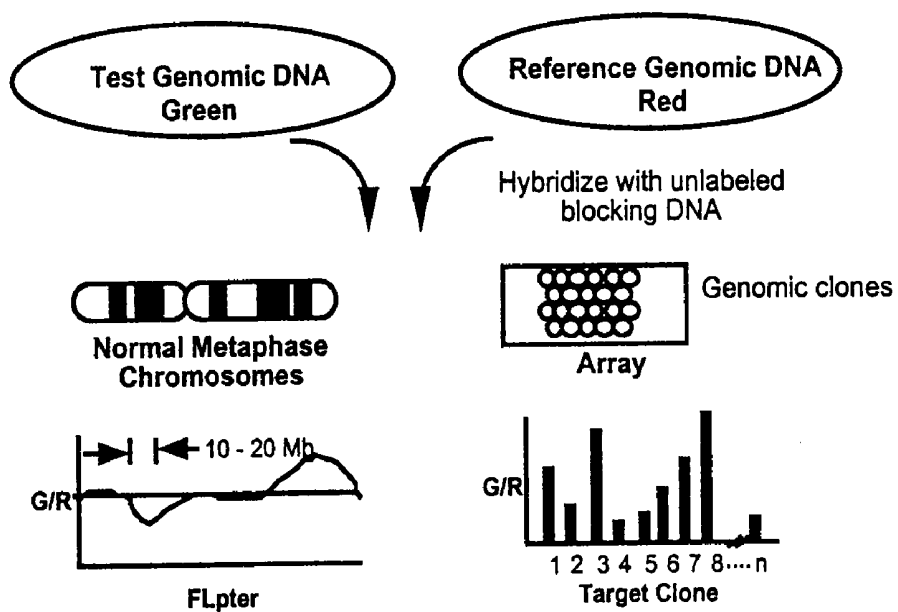 Test Genomic DNA
Green
Reference Genomic DNA
Red
Hybridize with unlabeled
blocking DNA
Normal Metaphase
Chromosomes
Genomic clones
Array
10 - 20 Mb
G/R
FLpter
G/R
1 2 3 4 5 6 7 8 .... n
Target Clone